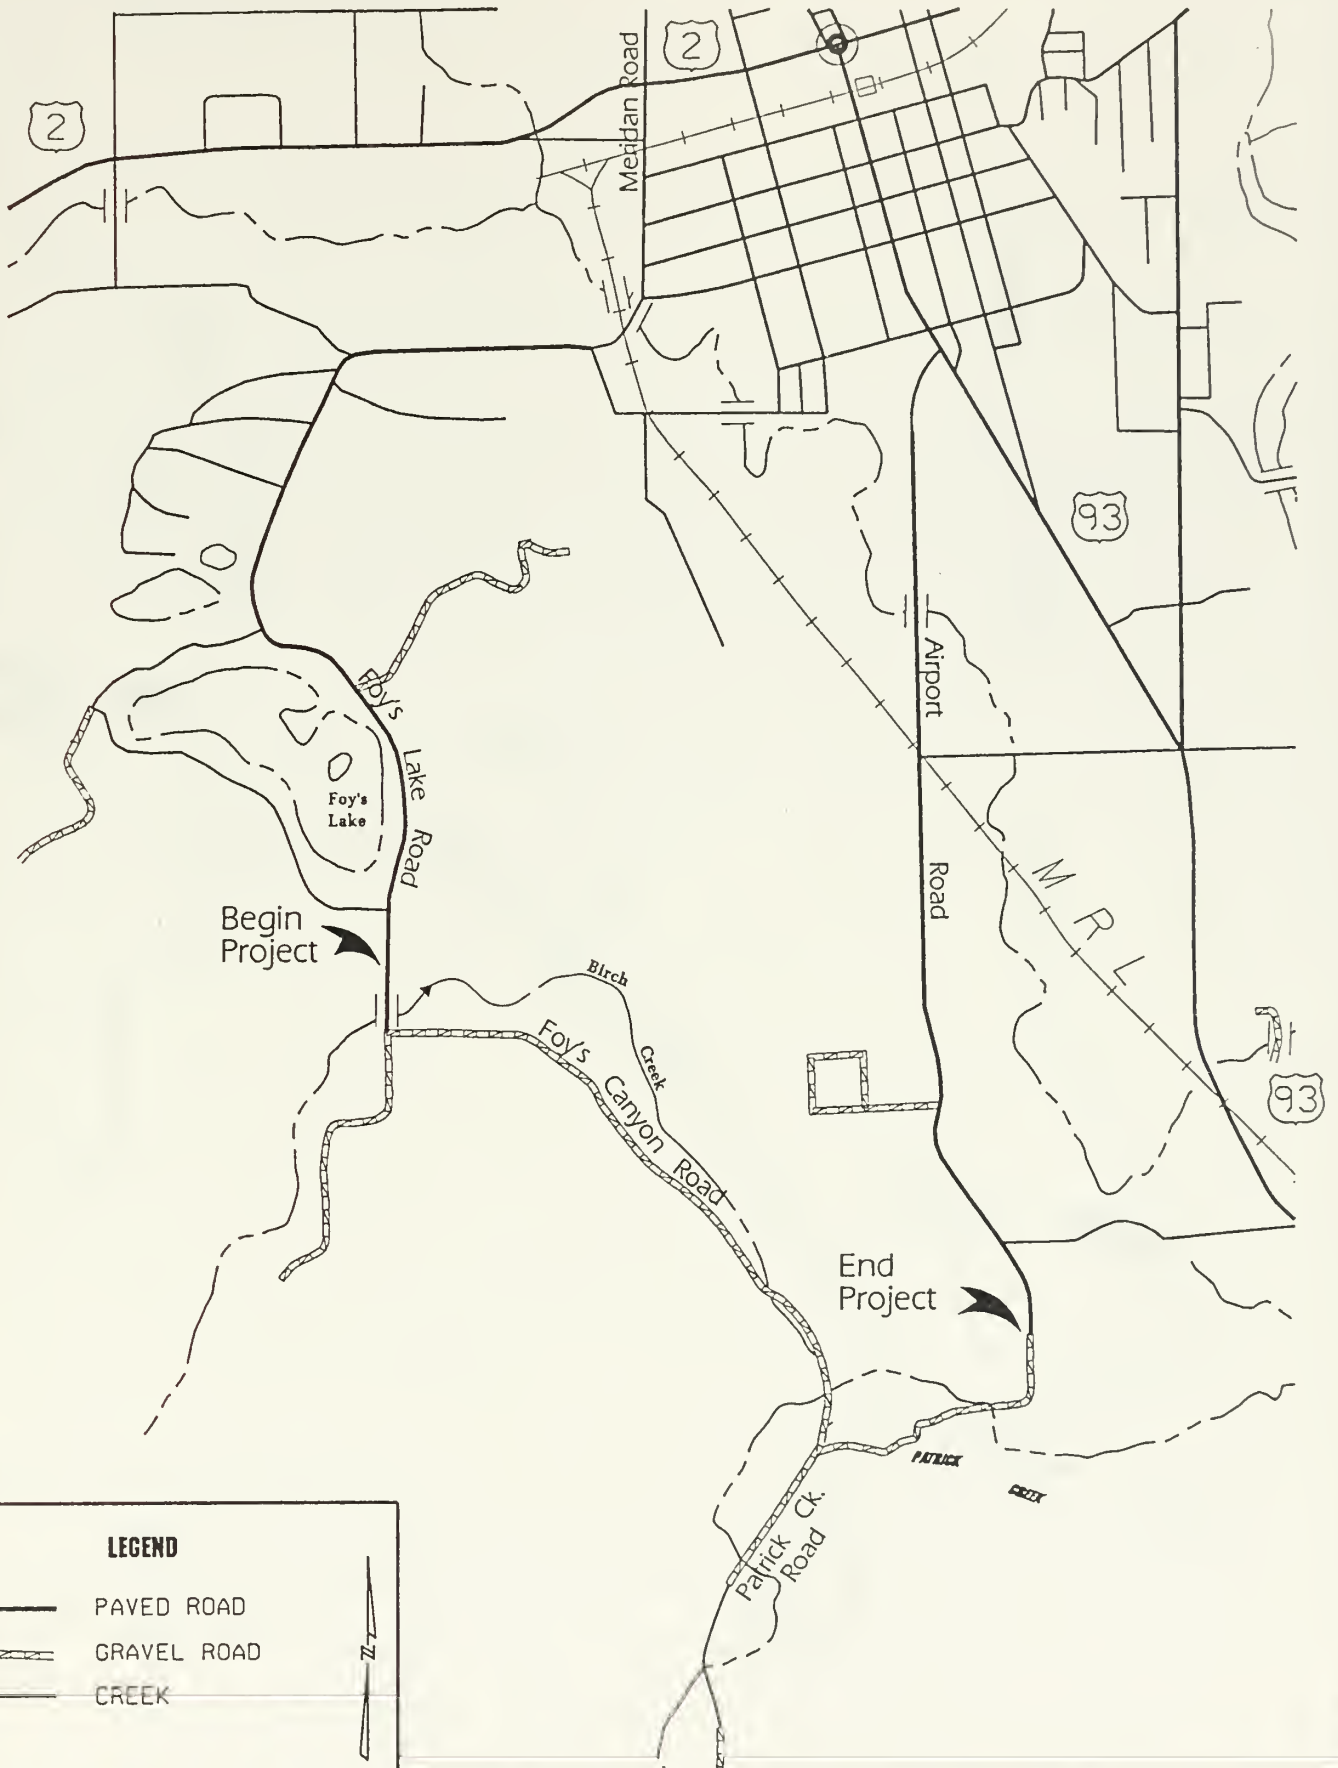 Meridan Road
2
2
93
Foy's
Lake
Road
Foy's
Lake
Airport
Road
MRL
Begin
Project
Birch
Creek
Foy's
Canyon
Road
93
End
Project
PATRICK
CREEK
Patrick Ck.
Road
LEGEND
PAVED ROAD
GRAVEL ROAD
CREEK
N